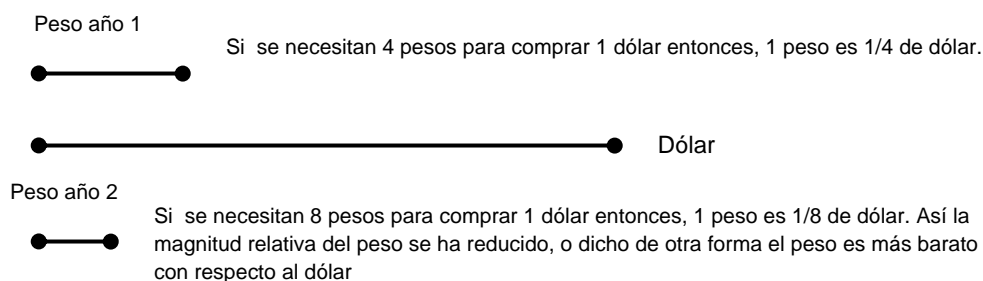 Peso año 1
Si se necesitan 4 pesos para comprar 1 dólar entonces, 1 peso es 1/4 de dólar.
Dólar
Peso año 2
Si se necesitan 8 pesos para comprar 1 dólar entonces, 1 peso es 1/8 de dólar. Así la
magnitud relativa del peso se ha reducido, o dicho de otra forma el peso es más barato
con respecto al dólar